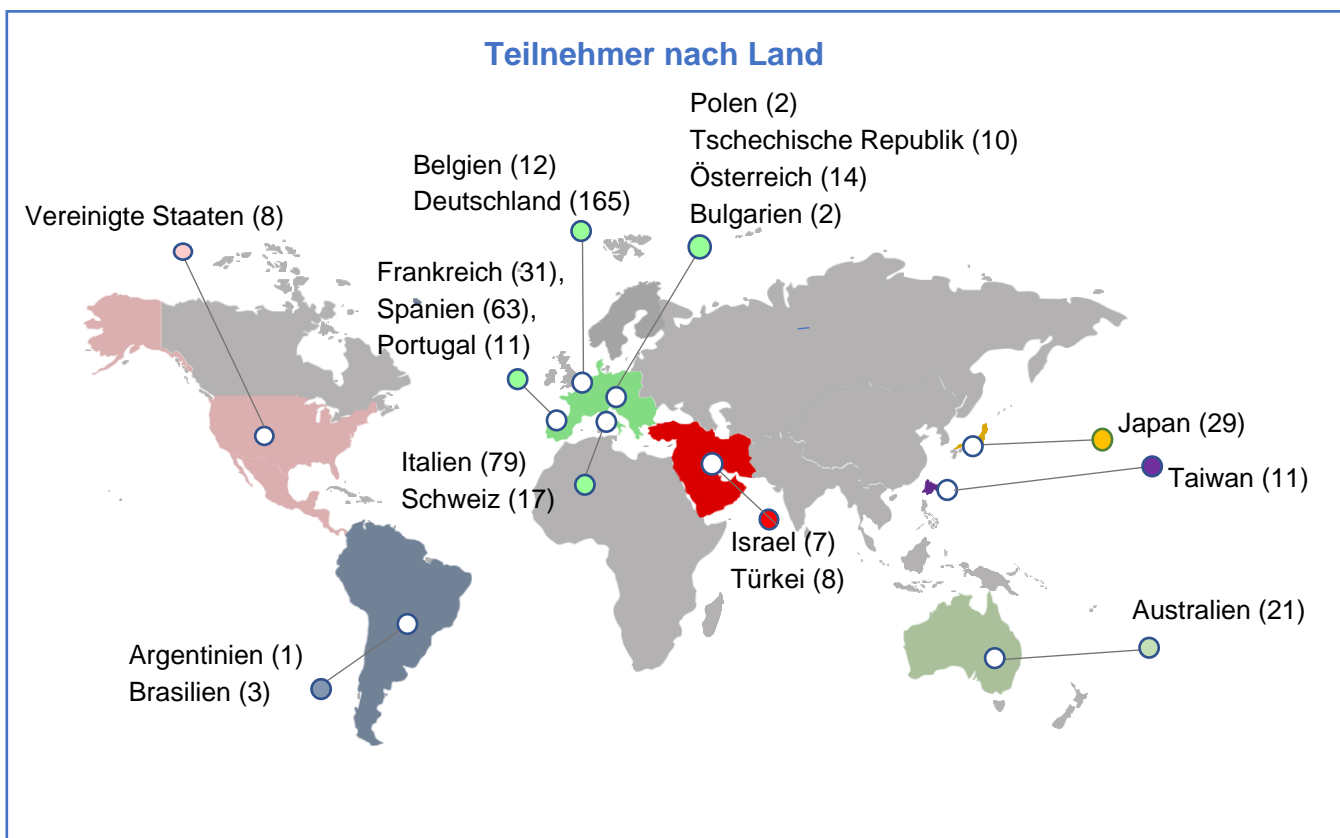 Teilnehmer nach Land
Polen (2)
Tschechische Republik (10)
Österreich (14)
Bulgarien (2)
Belgien (12)
Deutschland (165)
Vereinigte Staaten (8)
Frankreich (31),
Spanien (63),
Portugal (11)
Italien (79)
Schweiz (17)
Japan (29)
Taiwan (11)
Israel (7)
Türkei (8)
Australien (21)
Argentinien (1)
Brasilien (3)